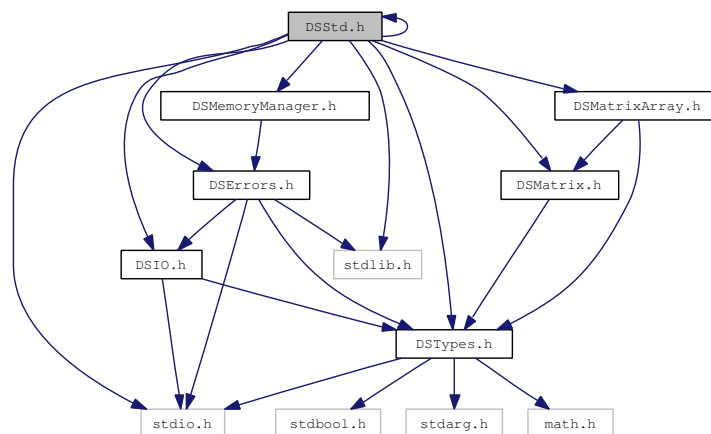 DSStd.h
DSMemoryManager.h
DSMatrixArray.h
DSErrors.h
DSMatrix.h
DSIO.h
stdlib.h
DSTypes.h
stdio.h
stdbool.h
stdarg.h
math.h